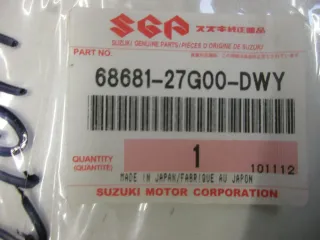 SGP スズキ純正部品
SUZUKI GENUINE PARTS/PIÈCES D'ORIGINE DE SUZUKI
PART NO.
68681-27G00-DWY
QUANTITY
(QUANTITÉ)
1
101112
MADE IN JAPAN/FABRIQUE AU JAPON
SUZUKI MOTOR CORPORATION